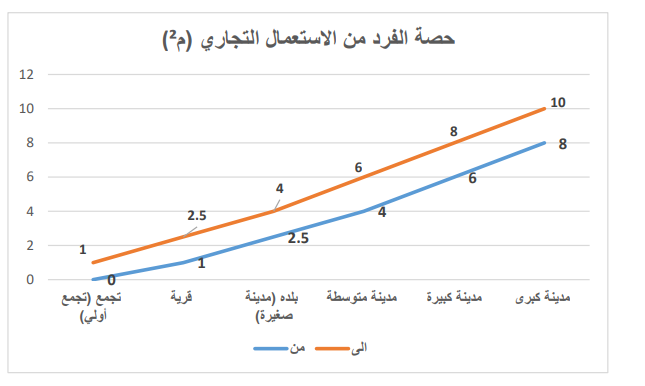 حصة الفرد من الاستعمال التجاري (م²)
12
10
8
6
4
2
0
1
2.5
4
6
8
10
0
1
2.5
4
6
8
تجمع (تجمع
أولي)
قرية
بلده (مدينة
صغيرة)
مدينة متوسطة
مدينة كبيرة
مدينة كبرى
من
الى